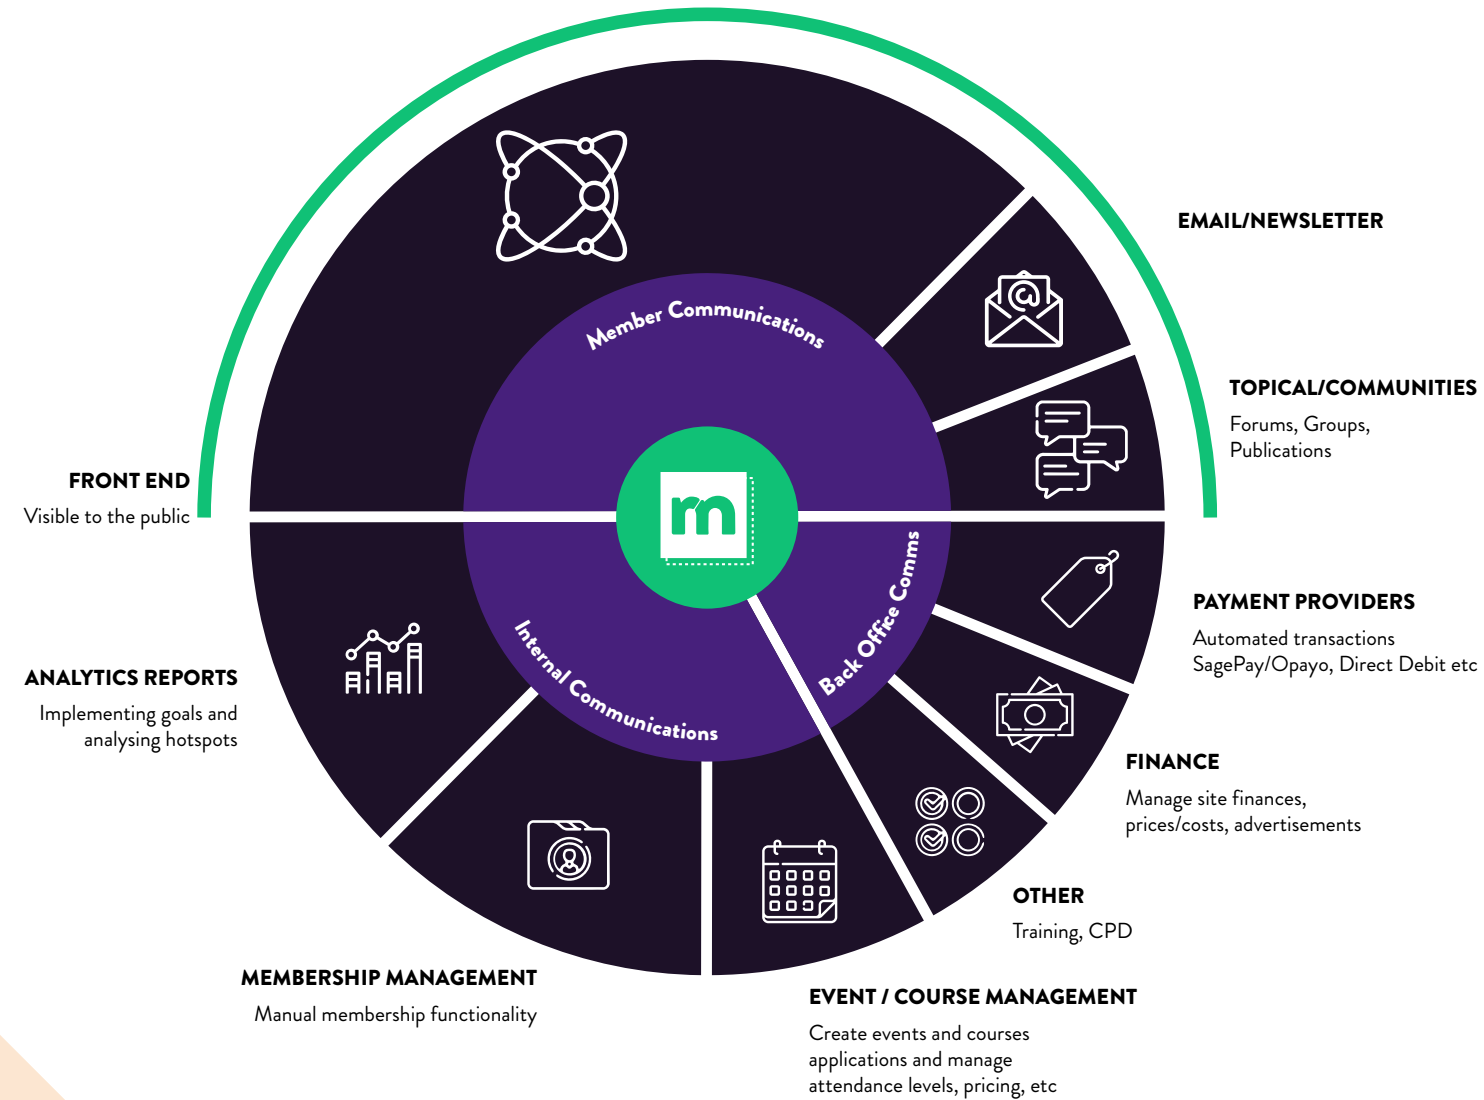 EMAIL/NEWSLETTER
Member Communications
TOPICAL/COMMUNITIES
Forums, Groups,
Publications
FRONT END
Visible to the public
m
Back Office Comms
Internal Communications
PAYMENT PROVIDERS
Automated transactions
SagePay/Opayo, Direct Debit etc
ANALYTICS REPORTS
Implementing goals and
analysing hotspots
FINANCE
Manage site finances,
prices/costs, advertisements
OTHER
Training, CPD
MEMBERSHIP MANAGEMENT
Manual membership functionality
EVENT / COURSE MANAGEMENT
Create events and courses
applications and manage
attendance levels, pricing, etc